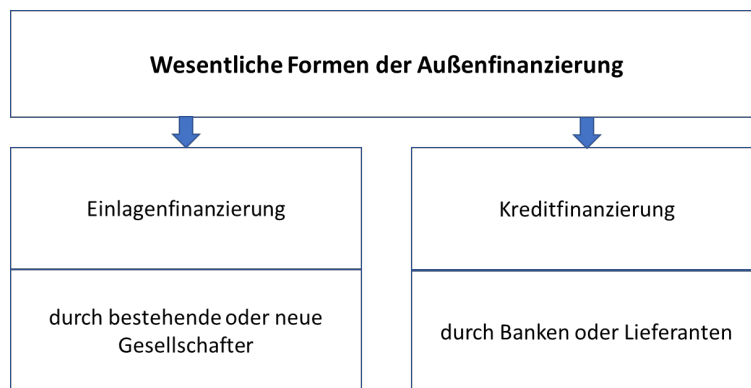 Wesentliche Formen der Außenfinanzierung
Einlagenfinanzierung
Kreditfinanzierung
durch bestehende oder neue
Gesellschafter
durch Banken oder Lieferanten